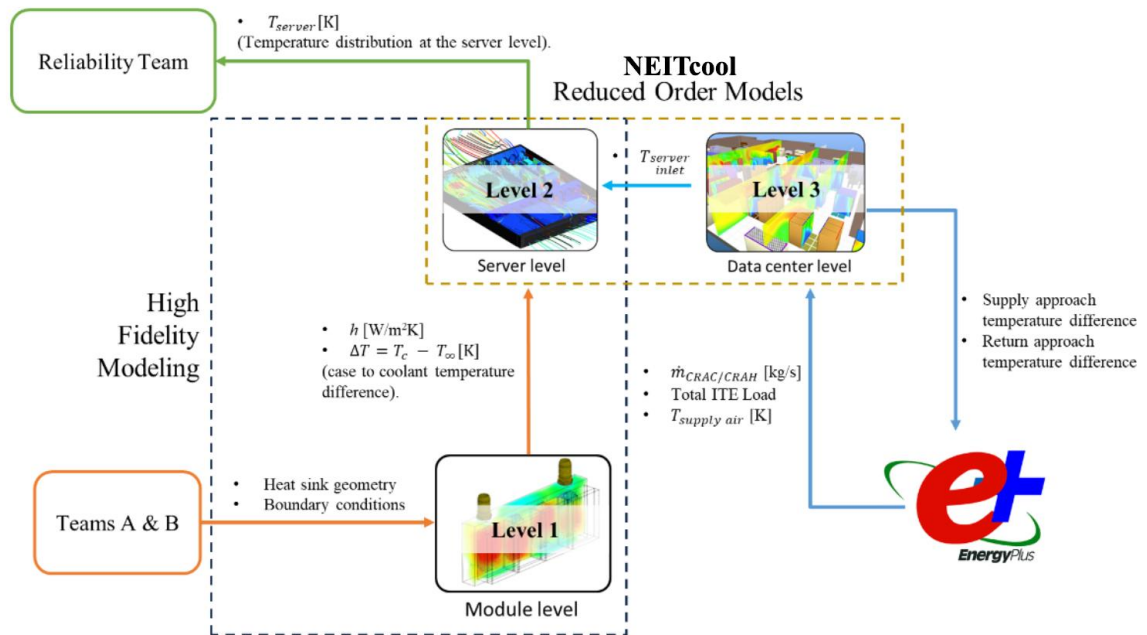 • T_server [K]
(Temperature distribution at the server level).
Reliability Team
NEITcool
Reduced Order Models
Level 2
• T_server inlet
Level 3
Server level
Data center level
High
Fidelity
Modeling
• h [W/m²K]
• ΔT = T_c − T_∞ [K]
(case to coolant temperature
difference).
• Supply approach
temperature difference
• Return approach
temperature difference
• ṁ_CRAC/CRAH [kg/s]
• Total ITE Load
• T_supply air [K]
Teams A & B
• Heat sink geometry
• Boundary conditions
Level 1
Module level
e+
EnergyPlus